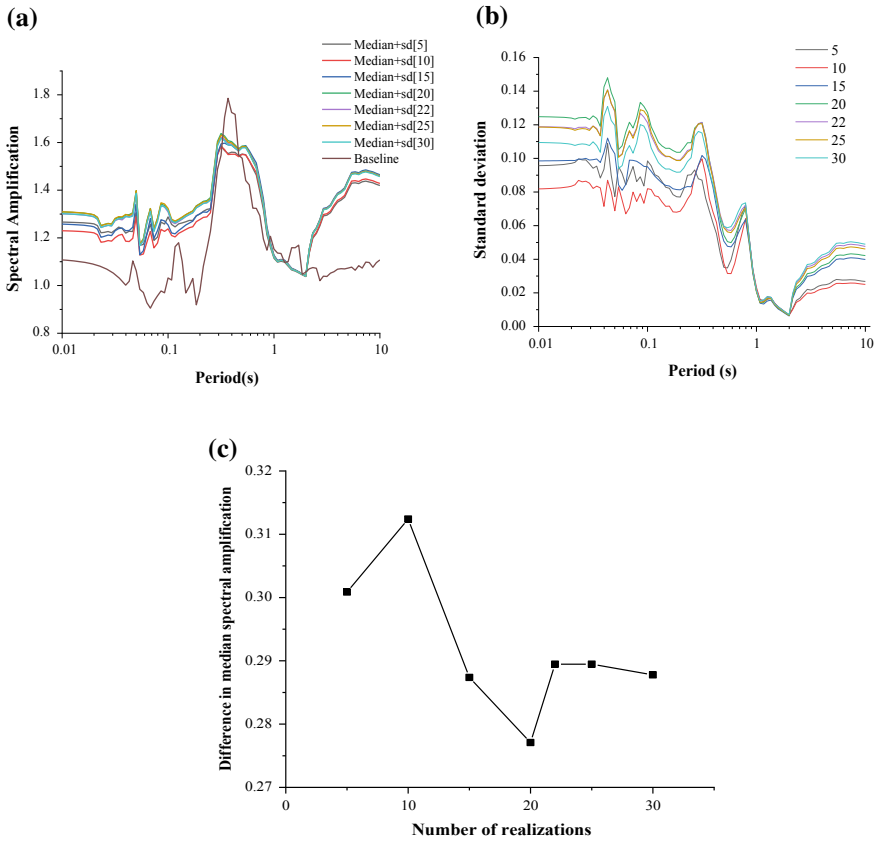 (a)
Median+sd[5]
Median+sd[10]
Median+sd[15]
Median+sd[20]
Median+sd[22]
Median+sd[25]
Median+sd[30]
Baseline
Spectral Amplification
1.8
1.6
1.4
1.2
1.0
0.8
0.01
0.1
1
10
Period(s)
(b)
5
10
15
20
22
25
30
Standard deviation
0.16
0.14
0.12
0.10
0.08
0.06
0.04
0.02
0.00
0.01
0.1
1
10
Period (s)
(c)
Difference in median spectral amplification
0.32
0.31
0.30
0.29
0.28
0.27
0
10
20
30
Number of realizations